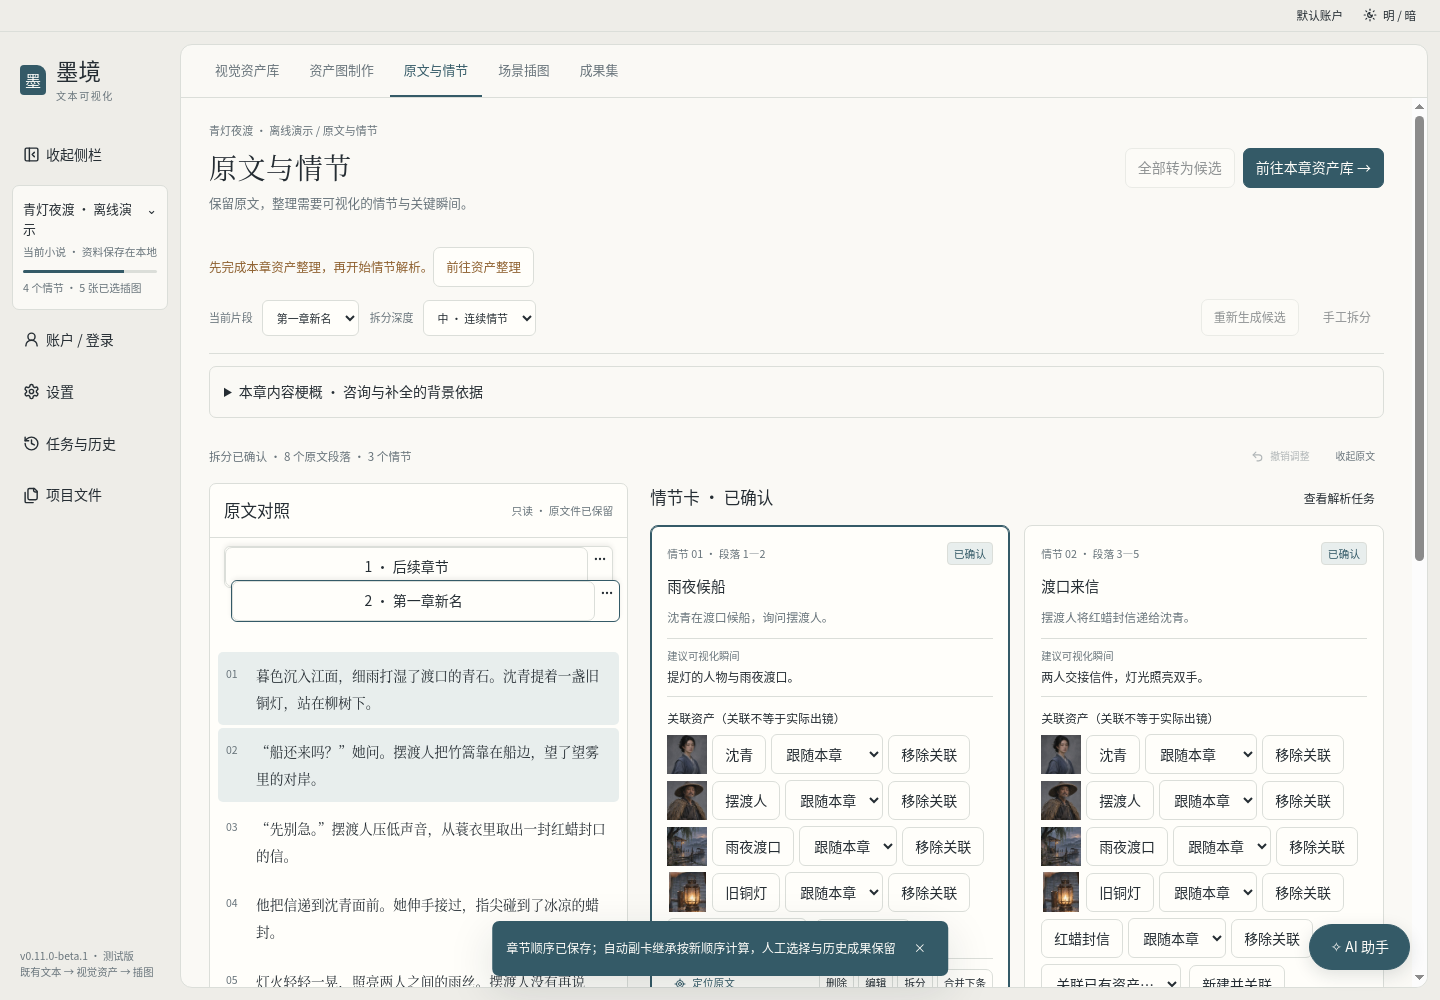 默认账户
明 / 暗
墨
墨境
文本可视化
收起侧栏
青灯夜渡 · 离线演示
当前小说 · 资料保存在本地
4 个情节 · 5 张已选插图
账户 / 登录
设置
任务与历史
项目文件
v0.11.0-beta.1 · 测试版
既有文本 → 视觉资产 → 插图
视觉资产库
资产图制作
原文与情节
场景插图
成果集
青灯夜渡 · 离线演示 / 原文与情节
原文与情节
保留原文，整理需要可视化的情节与关键瞬间。
全部转为候选
前往本章资产库 →
先完成本章资产整理，再开始情节解析。
前往资产整理
当前片段
第一章新名
拆分深度
中 · 连续情节
重新生成候选
手工拆分
本章内容梗概 · 咨询与补全的背景依据
拆分已确认 · 8 个原文段落 · 3 个情节
撤销调整
收起原文
原文对照
只读 · 原文件已保留
1 · 后续章节
2 · 第一章新名
01
暮色沉入江面，细雨打湿了渡口的青石。沈青提着一盏旧
铜灯，站在柳树下。
02
“船还来吗？”她问。摆渡人把竹篙靠在船边，望了望雾
里的对岸。
03
“先别急。”摆渡人压低声音，从蓑衣里取出一封红蜡封口
的信。
04
他把信递到沈青面前。她伸手接过，指尖碰到了冰凉的蜡
封。
05
灯火轻轻一晃，照亮两人之间的雨丝。摆渡人没有再说
情节卡 · 已确认
查看解析任务
情节 01 · 段落 1—2
已确认
雨夜候船
沈青在渡口候船，询问摆渡人。
建议可视化瞬间
提灯的人物与雨夜渡口。
关联资产（关联不等于实际出镜）
沈青
跟随本章
移除关联
摆渡人
跟随本章
移除关联
雨夜渡口
跟随本章
移除关联
旧铜灯
跟随本章
移除关联
定位原文
删除
编辑
拆分
合并下条
情节 02 · 段落 3—5
已确认
渡口来信
摆渡人将红蜡封信递给沈青。
建议可视化瞬间
两人交接信件，灯光照亮双手。
关联资产（关联不等于实际出镜）
沈青
跟随本章
移除关联
摆渡人
跟随本章
移除关联
雨夜渡口
跟随本章
移除关联
旧铜灯
跟随本章
移除关联
红蜡封信
跟随本章
移除关联
关联已有资产…
新建并关联
章节顺序已保存；自动副卡继承按新顺序计算，人工选择与历史成果保留
AI 助手